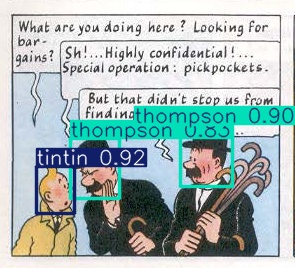 What are you doing here? Looking for
bar-
gains?
Sh!...Highly confidential!...
Special operation: pickpockets.
But that didn't stop us from
finding
thompson 0.90
thompson 0.83
tintin 0.92